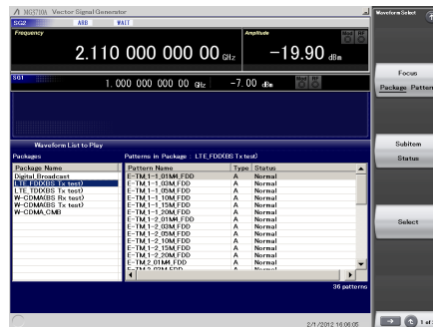 MG3710A Vector Signal Generator
SG2 ARB WAIT
Frequency
2.110 000 000 00 GHz
Amplitude
-19.90 dBm
SG1
1. 000 000 000 00 GHz
-7. 00 dBm
Waveform List to Play
Packages
Patterns in Package : LTE_FDD(BS Tx test)
Package Name
Digital_Broadcast
LTE_FDD(BS Tx test)
LTE_TDD(BS Tx test)
W-CDMA(BS Rx test)
W-CDMA(BS Tx test)
W-CDMA_CMB
Pattern Name Type Status
E-TM_1-1_01M4_FDD A Normal
E-TM_1-1_03M_FDD A Normal
E-TM_1-1_05M_FDD A Normal
E-TM_1-1_10M_FDD A Normal
E-TM_1-1_15M_FDD A Normal
E-TM_1-1_20M_FDD A Normal
E-TM_1-2_01M4_FDD A Normal
E-TM_1-2_03M_FDD A Normal
E-TM_1-2_05M_FDD A Normal
E-TM_1-2_10M_FDD A Normal
E-TM_1-2_15M_FDD A Normal
E-TM_1-2_20M_FDD A Normal
E-TM_2_01M4_FDD A Normal
E-TM_2_03M_FDD A Normal
36 patterns
2/1/2012 16:06:05
Waveform Select
Focus
Package Pattern
Subitem
Status
Select
1 of